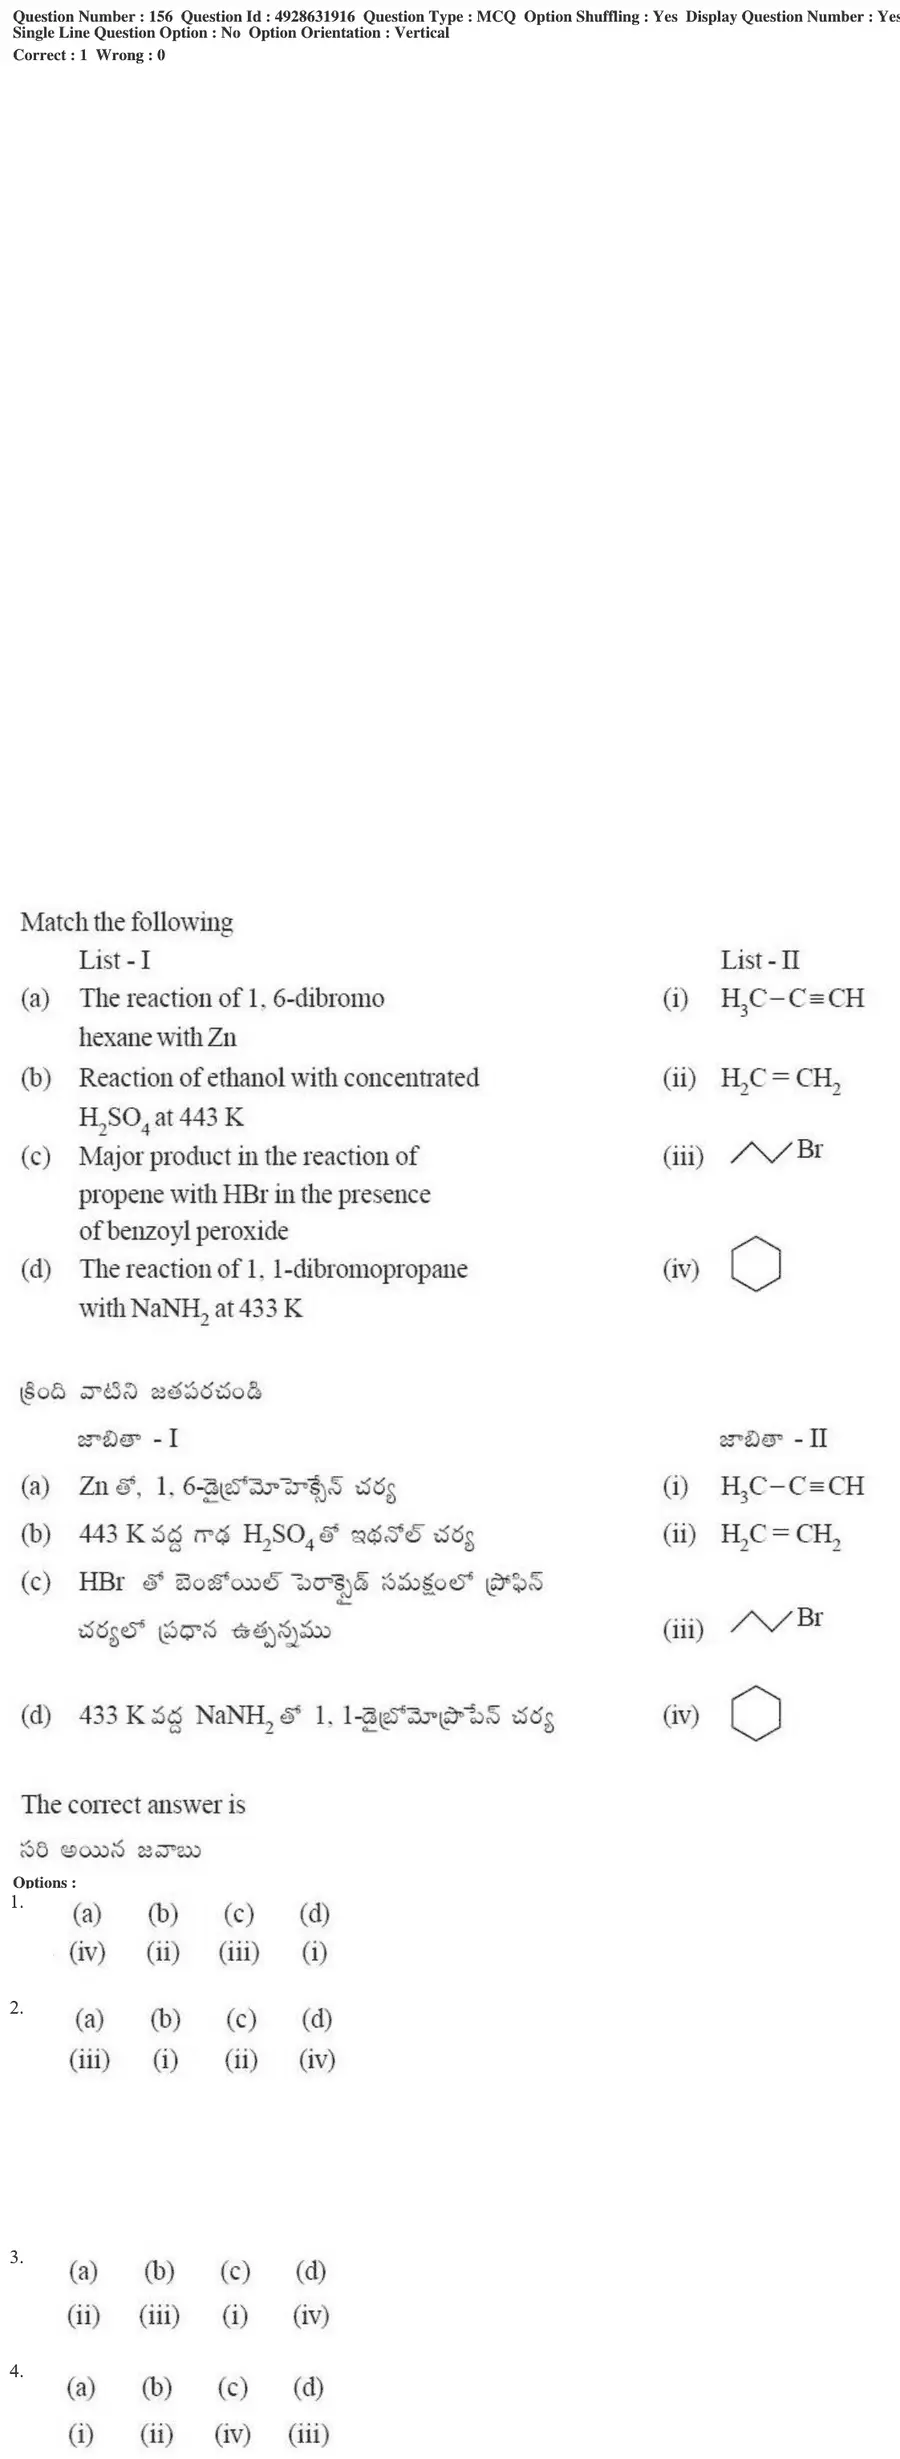 Question Number : 156 Question Id : 4928631916 Question Type : MCQ Option Shuffling : Yes Display Question Number : Yes
Single Line Question Option : No Option Orientation : Vertical
Correct : 1 Wrong : 0
Match the following
List - I List - II
(a) The reaction of 1, 6-dibromo (i) H₃C−C≡CH
hexane with Zn
(b) Reaction of ethanol with concentrated (ii) H₂C=CH₂
H₂SO₄ at 443 K
(c) Major product in the reaction of (iii) Br
propene with HBr in the presence
of benzoyl peroxide
(d) The reaction of 1, 1-dibromopropane (iv)
with NaNH₂ at 433 K
క్రింది వాటిని జతపరచండి
జాబితా - I జాబితా - II
(a) Zn తో, 1, 6-డైబ్రోమోహెక్సేన్ చర్య (i) H₃C−C≡CH
(b) 443 K వద్ద గాఢ H₂SO₄ తో ఇథనోల్ చర్య (ii) H₂C=CH₂
(c) HBr తో బెంజోయిల్ పెరాక్సైడ్ సమక్షంలో ప్రోఫిన్
చర్యలో ప్రధాన ఉత్పన్నము (iii) Br
(d) 433 K వద్ద NaNH₂ తో 1, 1-డైబ్రోమోప్రొపేన్ చర్య (iv)
The correct answer is
సరి అయిన జవాబు
Options :
1. (a) (b) (c) (d)
(iv) (ii) (iii) (i)
2. (a) (b) (c) (d)
(iii) (i) (ii) (iv)
3. (a) (b) (c) (d)
(ii) (iii) (i) (iv)
4. (a) (b) (c) (d)
(i) (ii) (iv) (iii)